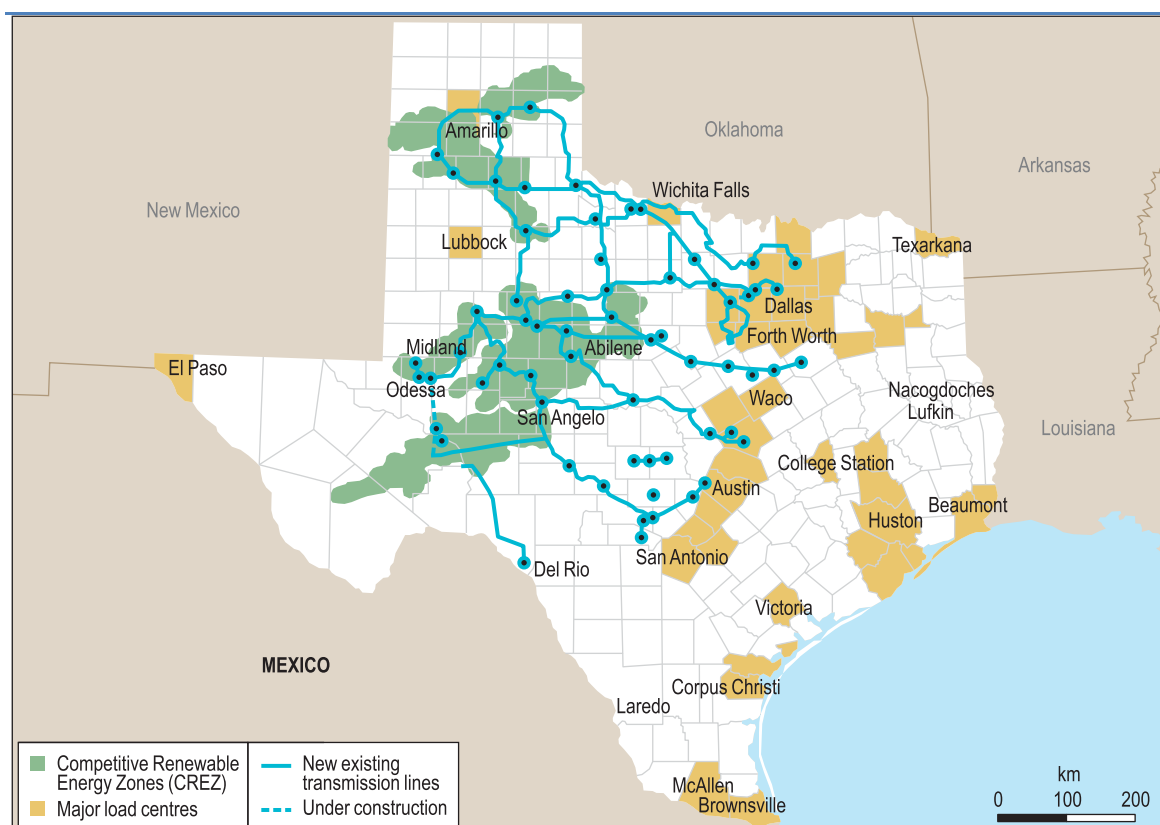 Oklahoma
Amarillo
Arkansas
New Mexico
Wichita Falls
Lubbock
Texarkana
Dallas
Forth Worth
Midland
Abilene
El Paso
Odessa
Waco
Nacogdoches
Lufkin
San Angelo
Louisiana
College Station
Austin
Beaumont
Huston
San Antonio
Del Rio
Victoria
MEXICO
Corpus Christi
Laredo
McAllen
Brownsville
Competitive Renewable
Energy Zones (CREZ)
Major load centres
New existing
transmission lines
Under construction
km
0 100 200